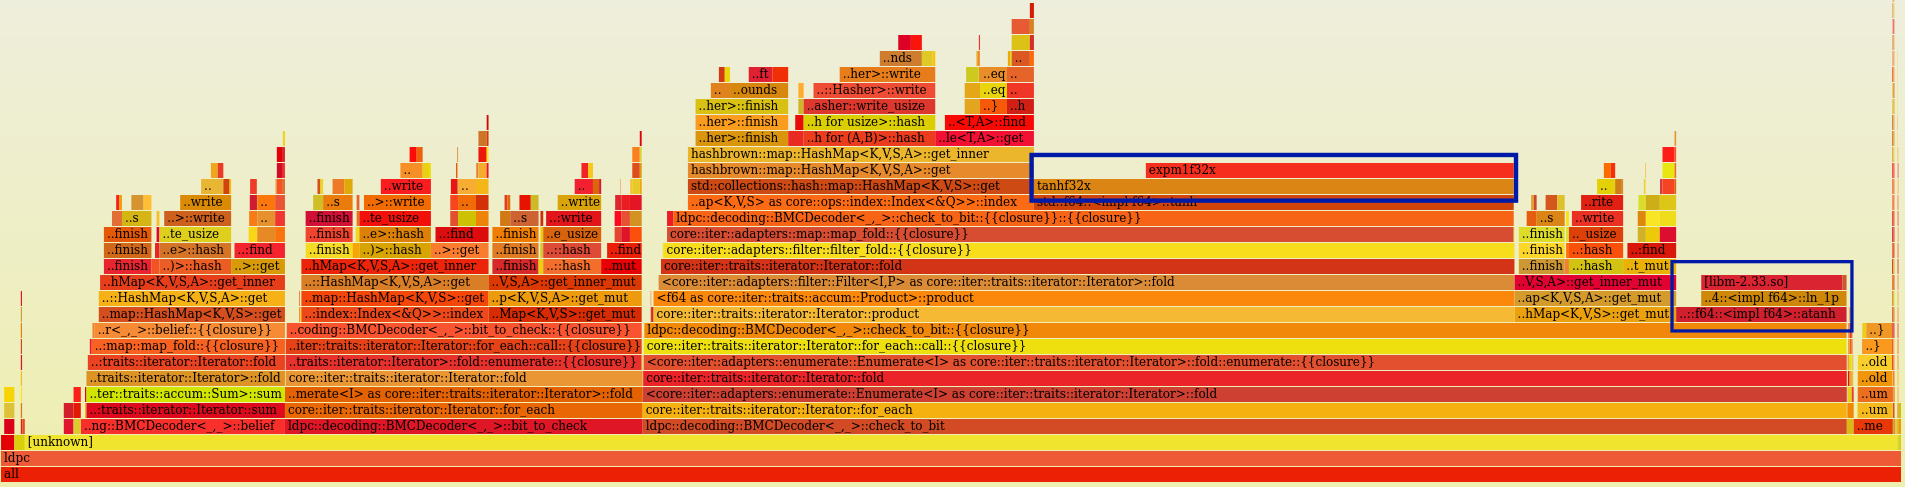 ..nds
..
..ft ..her>::write ..eq ..
.. ..ounds ..::Hasher>::write ..eq ..
..her>::finish ..asher::write_usize ..} ..h
..her>::finish ..h for usize>::hash ..<T,A>::find
..her>::finish ..h for (A,B)>::hash ..le<T,A>::get
hashbrown::map::HashMap<K,V,S,A>::get_inner
.. .. hashbrown::map::HashMap<K,V,S,A>::get expm1f32x
.. ..write .. .. std::collections::hash::map::HashMap<K,V,S>::get tanhf32x ..
..write .. ..s ..>::write .. ..write ..ap<K,V,S> as core::ops::index::Index<&Q>>::index std::f64::<impl f64>::tanh ..rite
..s ..>::write .. ..finish ..te_usize ..s ..:write ldpc::decoding::BMCDecoder<_,_>::check_to_bit::{{closure}}::{{closure}} ..s ..write
..finish ..te_usize ..finish ..e>::hash ..:find ..finish ..e_usize core::iter::adapters::map::map_fold::{{closure}} ..finish .._usize
..finish ..e>::hash ..:find ..finish ..)>::hash ..>::get ..finish ..::hash ..find core::iter::adapters::filter::filter_fold::{{closure}} ..finish ..:hash ..:find
..finish ..)>::hash ..>::get ..hMap<K,V,S,A>::get_inner ..finish ..::hash ..mut core::iter::traits::iterator::Iterator::fold ..finish ..:hash ..t_mut
..hMap<K,V,S,A>::get_inner ..::HashMap<K,V,S,A>::get ..V,S,A>::get_inner_mut <core::iter::adapters::filter::Filter<I,P> as core::iter::traits::iterator::Iterator>::fold ..V,S,A>::get_inner_mut [libm-2.33.so]
..::HashMap<K,V,S,A>::get ..map::HashMap<K,V,S>::get ..p<K,V,S,A>::get_mut <f64 as core::iter::traits::accum::Product>::product ..ap<K,V,S,A>::get_mut ..4::<impl f64>::ln_1p
..map::HashMap<K,V,S>::get ..:index::Index<&Q>>::index ..Map<K,V,S>::get_mut core::iter::traits::iterator::Iterator::product ..hMap<K,V,S>::get_mut ..::f64::<impl f64>::atanh
..r<_,_>::belief::{{closure}} ..coding::BMCDecoder<_,_>::bit_to_check::{{closure}} ldpc::decoding::BMCDecoder<_,_>::check_to_bit::{{closure}} ..}
..:map::map_fold::{{closure}} ..iter::traits::iterator::Iterator::for_each::call::{{closure}} core::iter::traits::iterator::Iterator::for_each::call::{{closure}} ..}
..:traits::iterator::Iterator::fold ..traits::iterator::Iterator>::fold::enumerate::{{closure}} <core::iter::adapters::enumerate::Enumerate<I> as core::iter::traits::iterator::Iterator>::fold::enumerate::{{closure}} ..old
..traits::iterator::Iterator>::fold core::iter::traits::iterator::Iterator::fold core::iter::traits::iterator::Iterator::fold ..old
..ter::traits::accum::Sum>::sum ..merate<I> as core::iter::traits::iterator::Iterator>::fold <core::iter::adapters::enumerate::Enumerate<I> as core::iter::traits::iterator::Iterator>::fold ..um
..:traits::iterator::Iterator::sum core::iter::traits::iterator::Iterator::for_each core::iter::traits::iterator::Iterator::for_each ..um
..ng::BMCDecoder<_,_>::belief ldpc::decoding::BMCDecoder<_,_>::bit_to_check ldpc::decoding::BMCDecoder<_,_>::check_to_bit ..me
[unknown]
ldpc
all